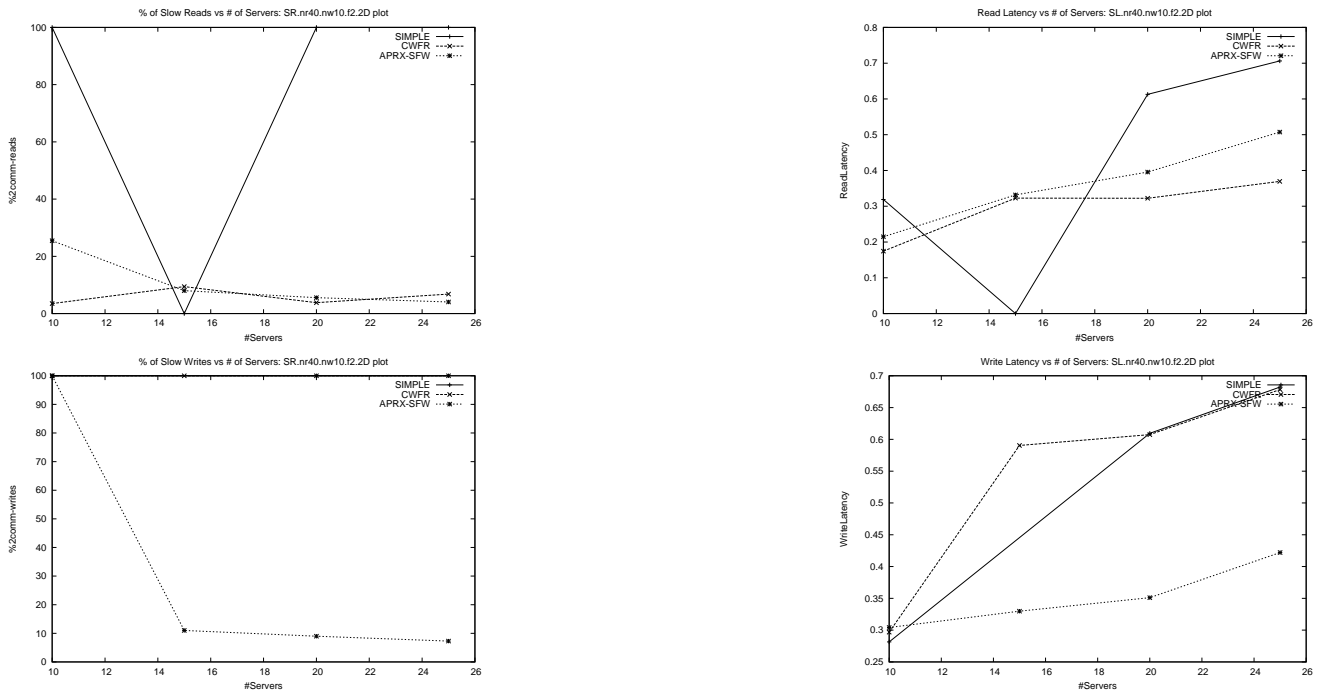 % of Slow Reads vs # of Servers: SR.nr40.nw10.f2.2D plot
100
80
60
40
20
0
%2comm-reads
SIMPLE
CWFR
APRX-SFW
10 12 14 16 18 20 22 24 26
#Servers
Read Latency vs # of Servers: SL.nr40.nw10.f2.2D plot
0.8
0.7
0.6
0.5
0.4
0.3
0.2
0.1
0
ReadLatency
SIMPLE
CWFR
APRX-SFW
10 12 14 16 18 20 22 24 26
#Servers
% of Slow Writes vs # of Servers: SR.nr40.nw10.f2.2D plot
100
90
80
70
60
50
40
30
20
10
0
%2comm-writes
SIMPLE
CWFR
APRX-SFW
10 12 14 16 18 20 22 24 26
#Servers
Write Latency vs # of Servers: SL.nr40.nw10.f2.2D plot
0.7
0.65
0.6
0.55
0.5
0.45
0.4
0.35
0.3
0.25
WriteLatency
SIMPLE
CWFR
APRX-SFW
10 12 14 16 18 20 22 24 26
#Servers